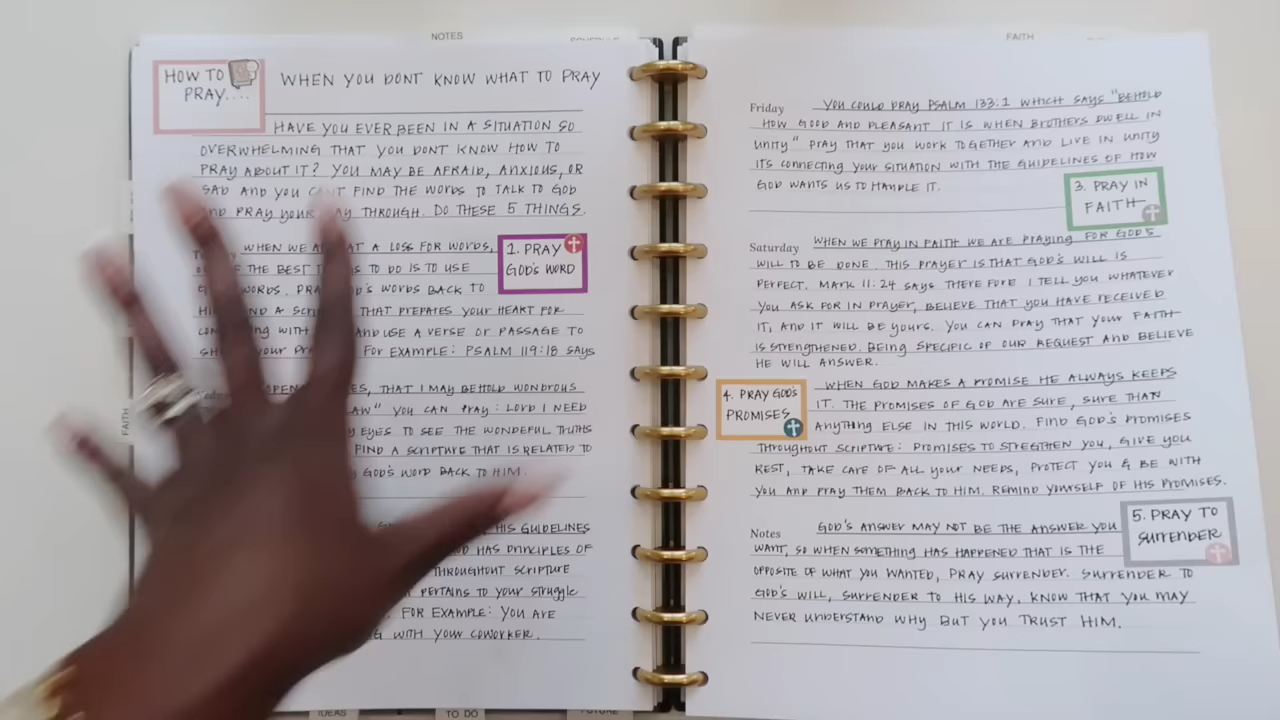 NOTES
HOW TO
PRAY....
WHEN YOU DONT KNOW WHAT TO PRAY
HAVE YOU EVER BEEN IN A SITUATION SO
OVERWHELMING THAT YOU DONT KNOW HOW TO
PRAY ABOUT IT? YOU MAY BE AFRAID, ANXIOUS, OR
SAD AND YOU CAN'T FIND THE WORDS TO TALK TO GOD
AND PRAY YOUR WAY THROUGH. DO THESE 5 THINGS.
WHEN WE AT A LOSS FOR WORDS,
1. PRAY
GOD'S WORD
OF THE BEST TO DO IS TO USE
WORDS. GOD'S WORDS BACK TO
THAT PREPATES YOUR HEART FOR
WITH AND USE A VERSE OR PASSAGE TO
YOUR FOR EXAMPLE: PSALM 119:18 SAYS
THAT I MAY BEHOLD WONDROUS
YOU CAN PRAY: LORD I NEED
EYES TO SEE THE WONDERFUL TRUTHS
FIND A SCRIPTURE THAT IS RELATED TO
GOD'S WORD BACK TO HIM.
HIS GUIDELINES
HAS PRINCIPLES OF
THROUGHOUT SCRIPTURE
PERTAINS TO YOUR STRUGGLE
FOR EXAMPLE: YOU ARE
WITH YOUR COWORKER.
FAITH
IDEAS
TO DO
FUTURE
FAITH
Friday
YOU COULD PRAY PSALM 133:1 WHICH SAYS "BEHOLD
HOW GOOD AND PLEASANT IT IS WHEN BROTHERS DWELL IN
UNITY" PRAY THAT YOU WORK TOGETHER AND LIVE IN UNITY
ITS CONNECTING YOUR SITUATION WITH THE GUIDELINES OF HOW
GOD WANTS US TO HANDLE IT.
3. PRAY IN
FAITH
Saturday
WHEN WE PRAY IN FAITH WE ARE PRAYING FOR GOD'S
WILL TO BE DONE. THIS PRAYER IS THAT GOD'S WILL IS
PERFECT. MARK 11:24 SAYS THEREFORE I TELL YOU WHATEVER
YOU ASK FOR IN PRAYER, BELIEVE THAT YOU HAVE RECEIVED
IT, AND IT WILL BE YOURS. YOU CAN PRAY THAT YOUR FAITH
IS STRENGTHENED. BEING SPECIFIC OF OUR REQUEST AND BELIEVE
HE WILL ANSWER.
4. PRAY GOD'S
PROMISES
WHEN GOD MAKES A PROMISE HE ALWAYS KEEPS
IT. THE PROMISES OF GOD ARE SURE, SURE THAN
ANYTHING ELSE IN THIS WORLD. FIND GOD'S PROMISES
THROUGHOUT SCRIPTURE: PROMISES TO STREGTHEN YOU, GIVE YOU
REST, TAKE CARE OF ALL YOUR NEEDS, PROTECT YOU & BE WITH
YOU AND PRAY THEM BACK TO HIM. REMIND YOURSELF OF HIS PROMISES.
5. PRAY TO
SURRENDER
Notes
GOD'S ANSWER MAY NOT BE THE ANSWER YOU
WANT, SO WHEN SOMETHING HAS HAPPENED THAT IS THE
OPPOSITE OF WHAT YOU WANTED, PRAY SURRENDER. SURRENDER TO
GOD'S WILL, SURRENDER TO HIS WAY. KNOW THAT YOU MAY
NEVER UNDERSTAND WHY BUT YOU TRUST HIM.